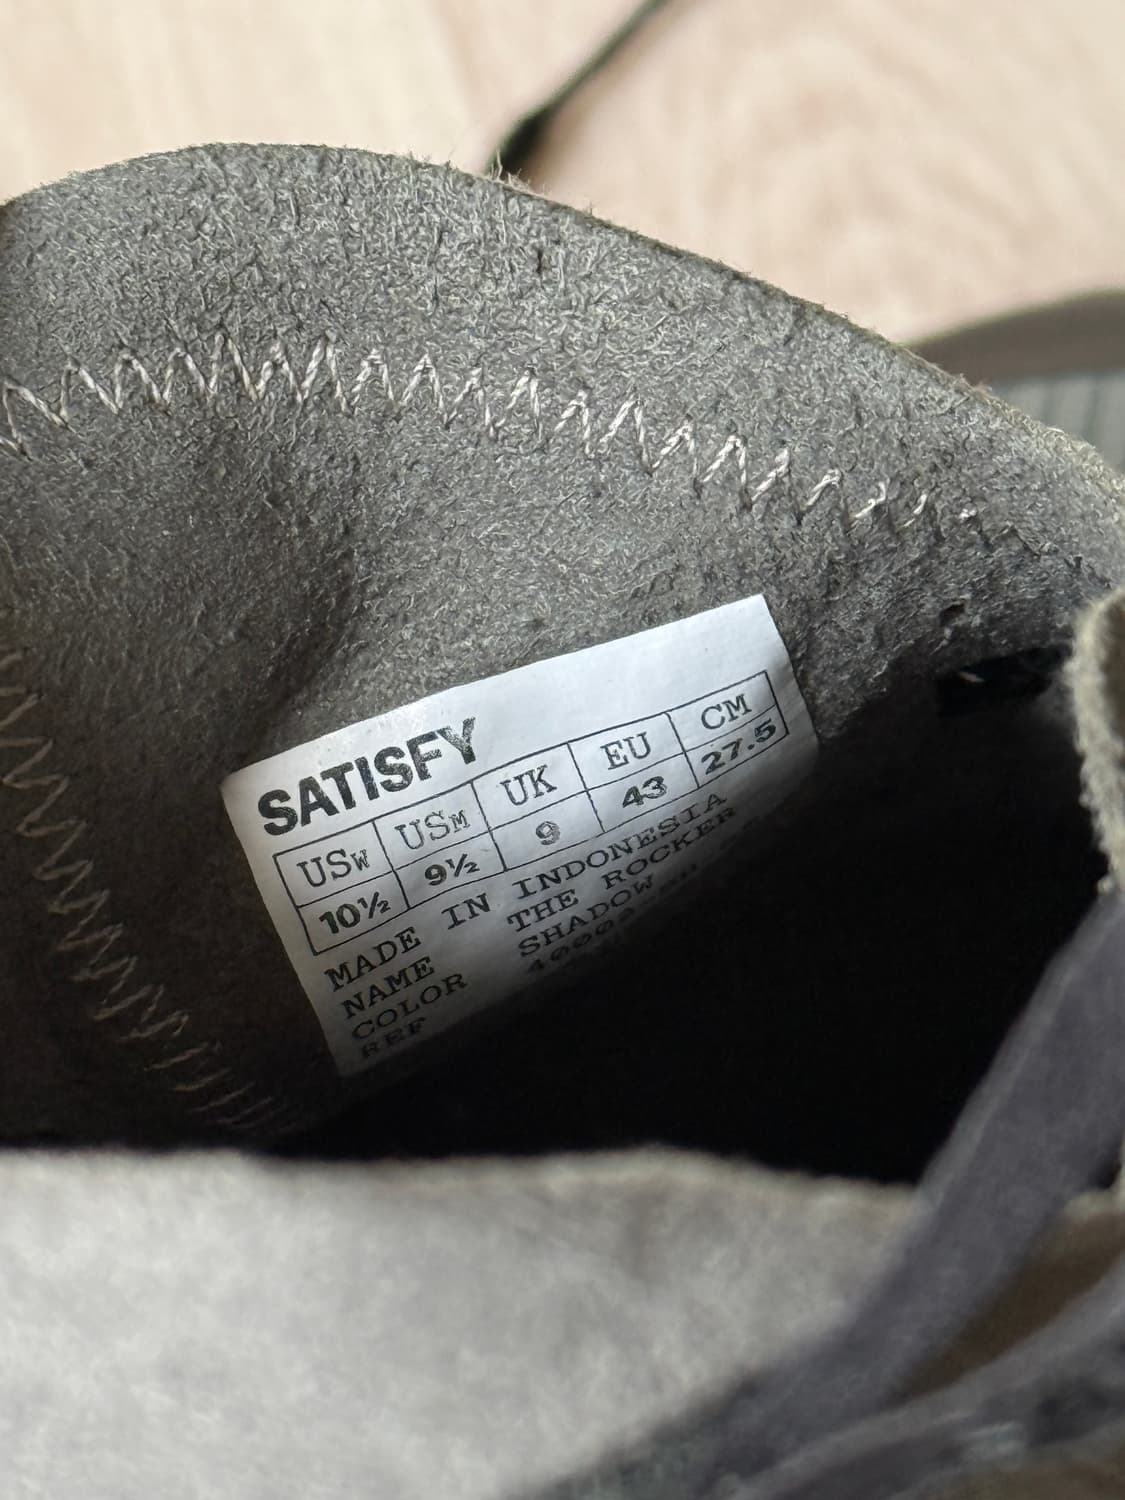 SATISFY
USW USM UK EU CM
10½ 9½ 9 43 27.5
MADE IN INDONESIA
NAME THE ROCKER
COLOR SHADOW
REF